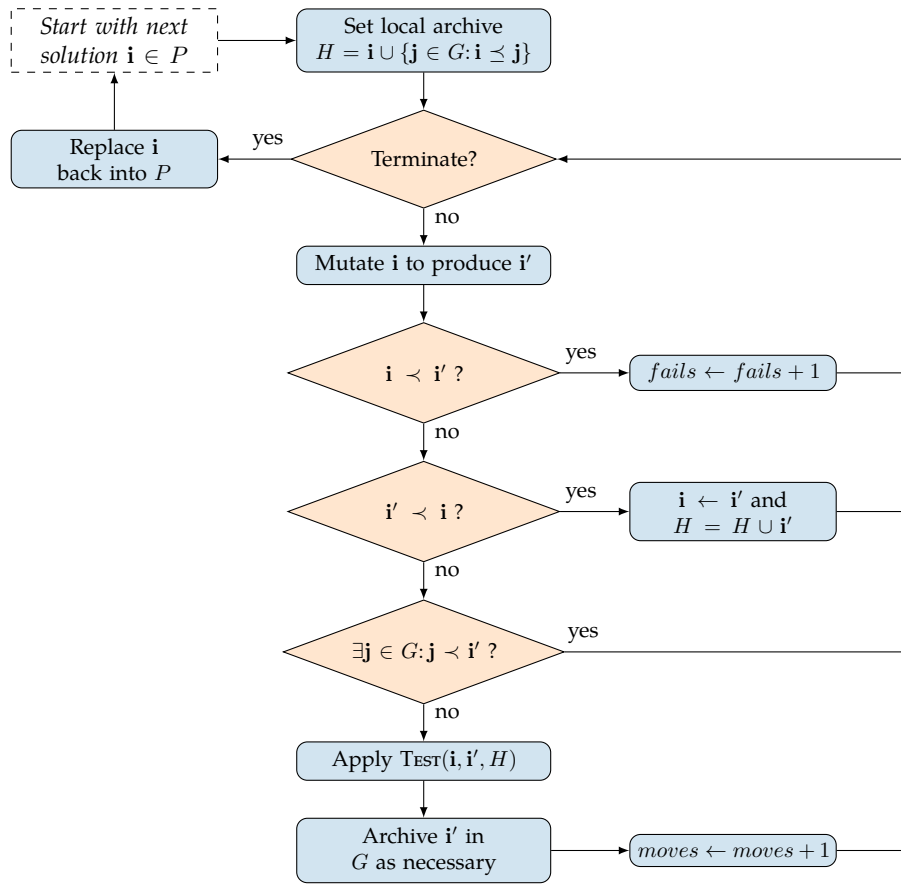 Start with next
solution i ∈ P
Set local archive
H = i ∪ {j ∈ G: i ⪯ j}
Replace i
back into P
yes
Terminate?
no
Mutate i to produce i′
i ≺ i′ ?
yes
fails ← fails + 1
no
i′ ≺ i ?
yes
i ← i′ and
H = H ∪ i′
no
∃j ∈ G: j ≺ i′ ?
yes
no
Apply TEST(i, i′, H)
Archive i′ in
G as necessary
moves ← moves + 1